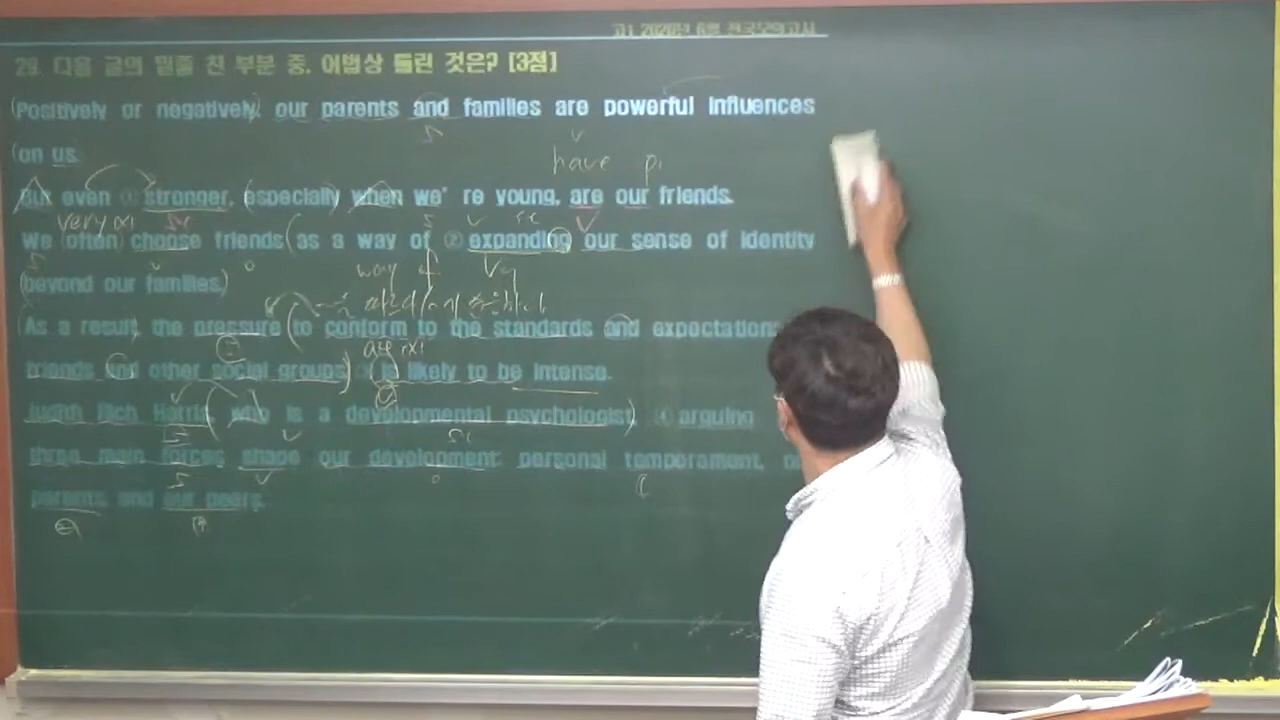 고1 2020년 6월 전국모의고사
29. 다음 글의 밑줄 친 부분 중, 어법상 틀린 것은? [3점]
(Positively or negatively) our parents and families are powerful influences
(on us.
have p
But even ① stronger, (especially) when we're young, are our friends.
very(x)
We (often) choose friends (as a way of ② expanding our sense of identity
(beyond our families.)
way of Vg
As a result, the pressure (to conform to the standards and expectations
are (x)
friends and other social groups) is likely to be intense.
Judith Rich Harris, who is a developmental psychologist) ④ arguing
three main forces shape our development: personal temperament,
parents and our peers.